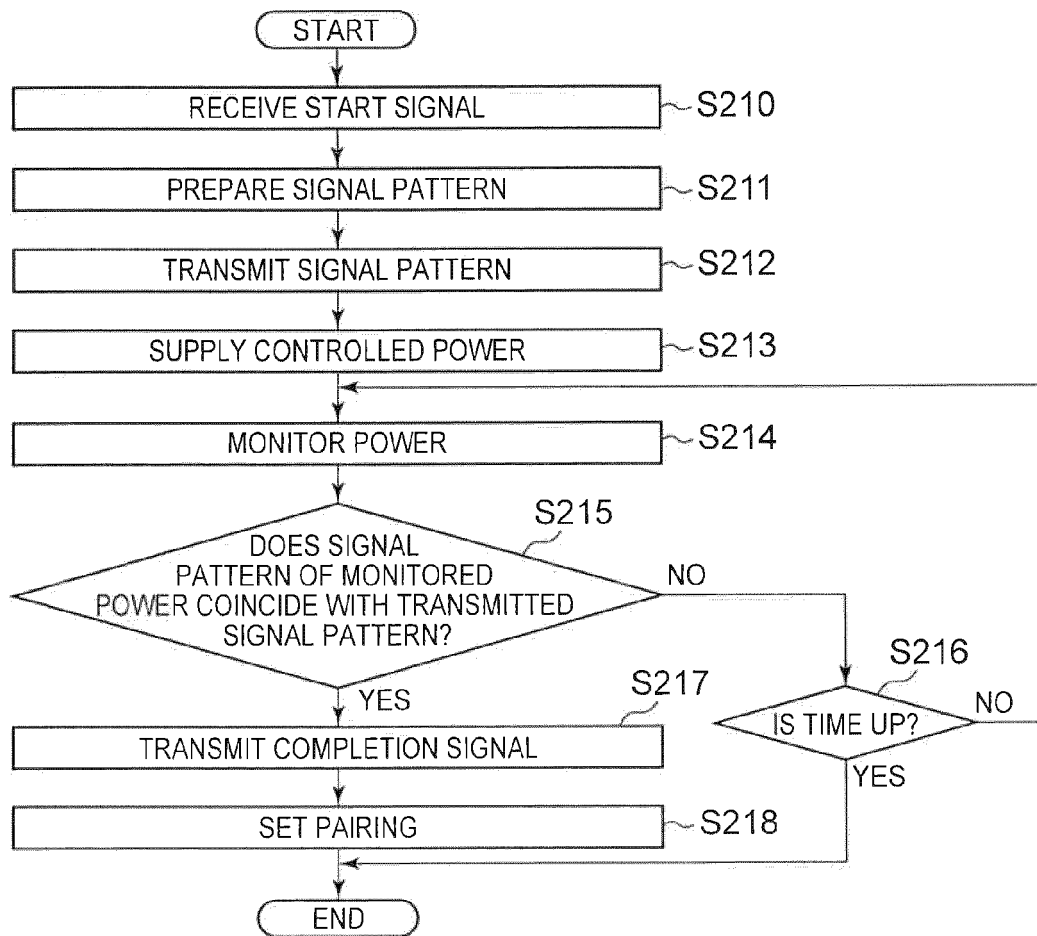 START
RECEIVE START SIGNAL
S210
PREPARE SIGNAL PATTERN
S211
TRANSMIT SIGNAL PATTERN
S212
SUPPLY CONTROLLED POWER
S213
MONITOR POWER
S214
S215
DOES SIGNAL
PATTERN OF MONITORED
POWER COINCIDE WITH TRANSMITTED
SIGNAL PATTERN?
NO
YES
S216
IS TIME UP?
NO
YES
S217
TRANSMIT COMPLETION SIGNAL
SET PAIRING
S218
END